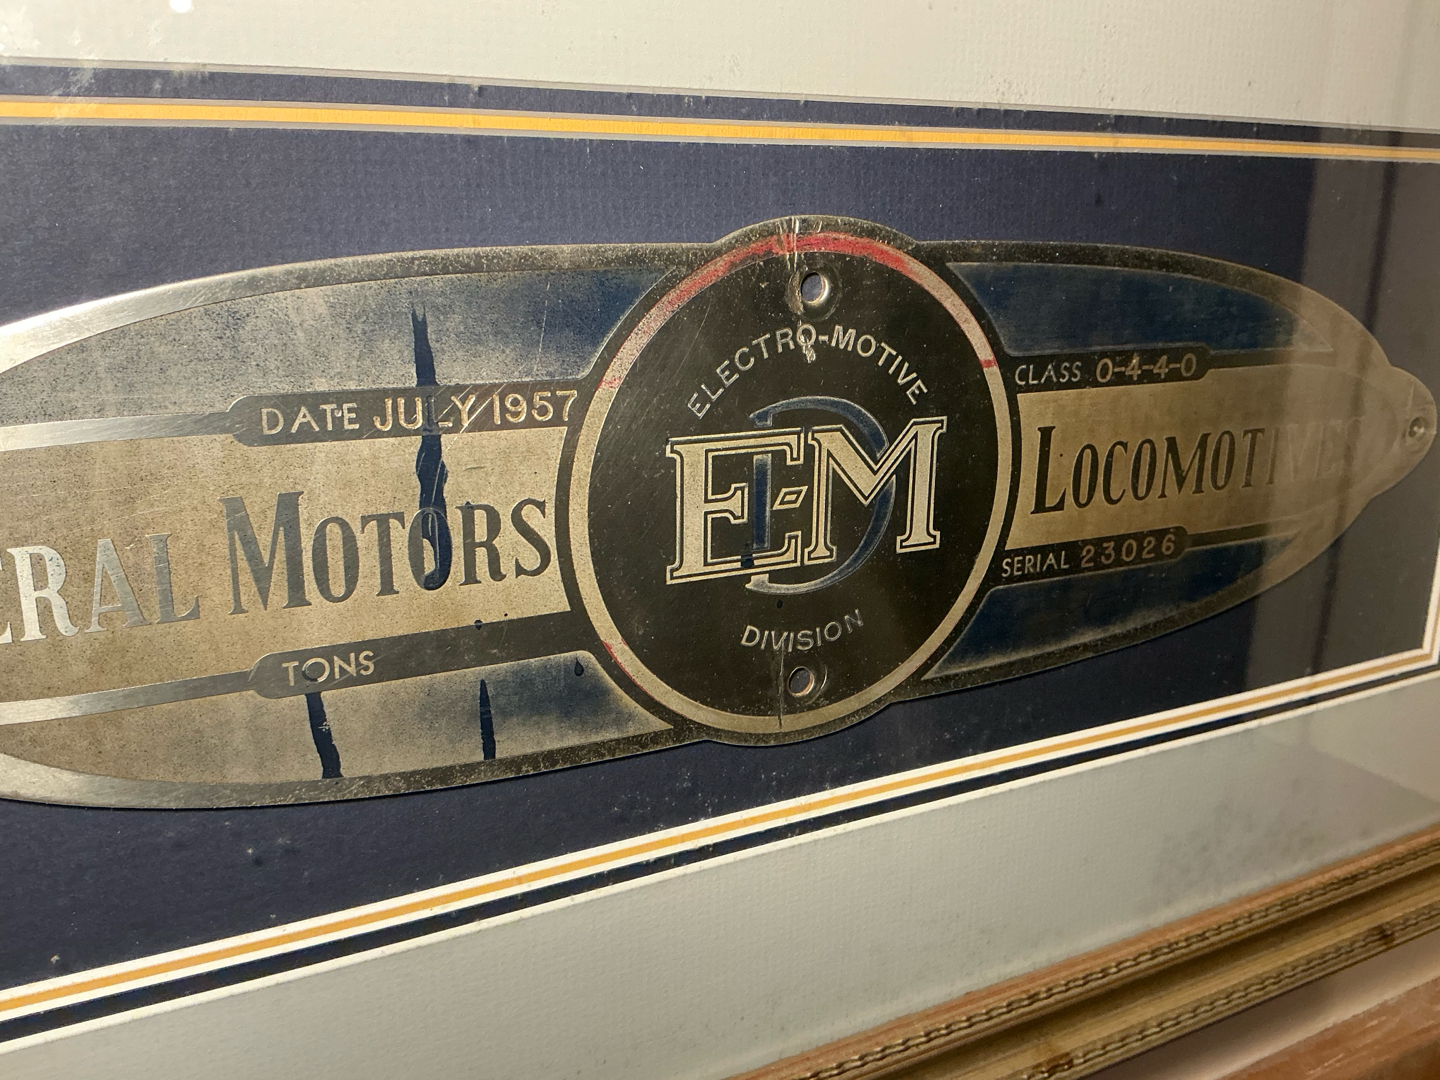 DATE JULY 1957
ERAL MOTORS
TONS
ELECTRO-MOTIVE
EMD
DIVISION
CLASS 0-4-4-0
LOCOMOTIVES
SERIAL 23026